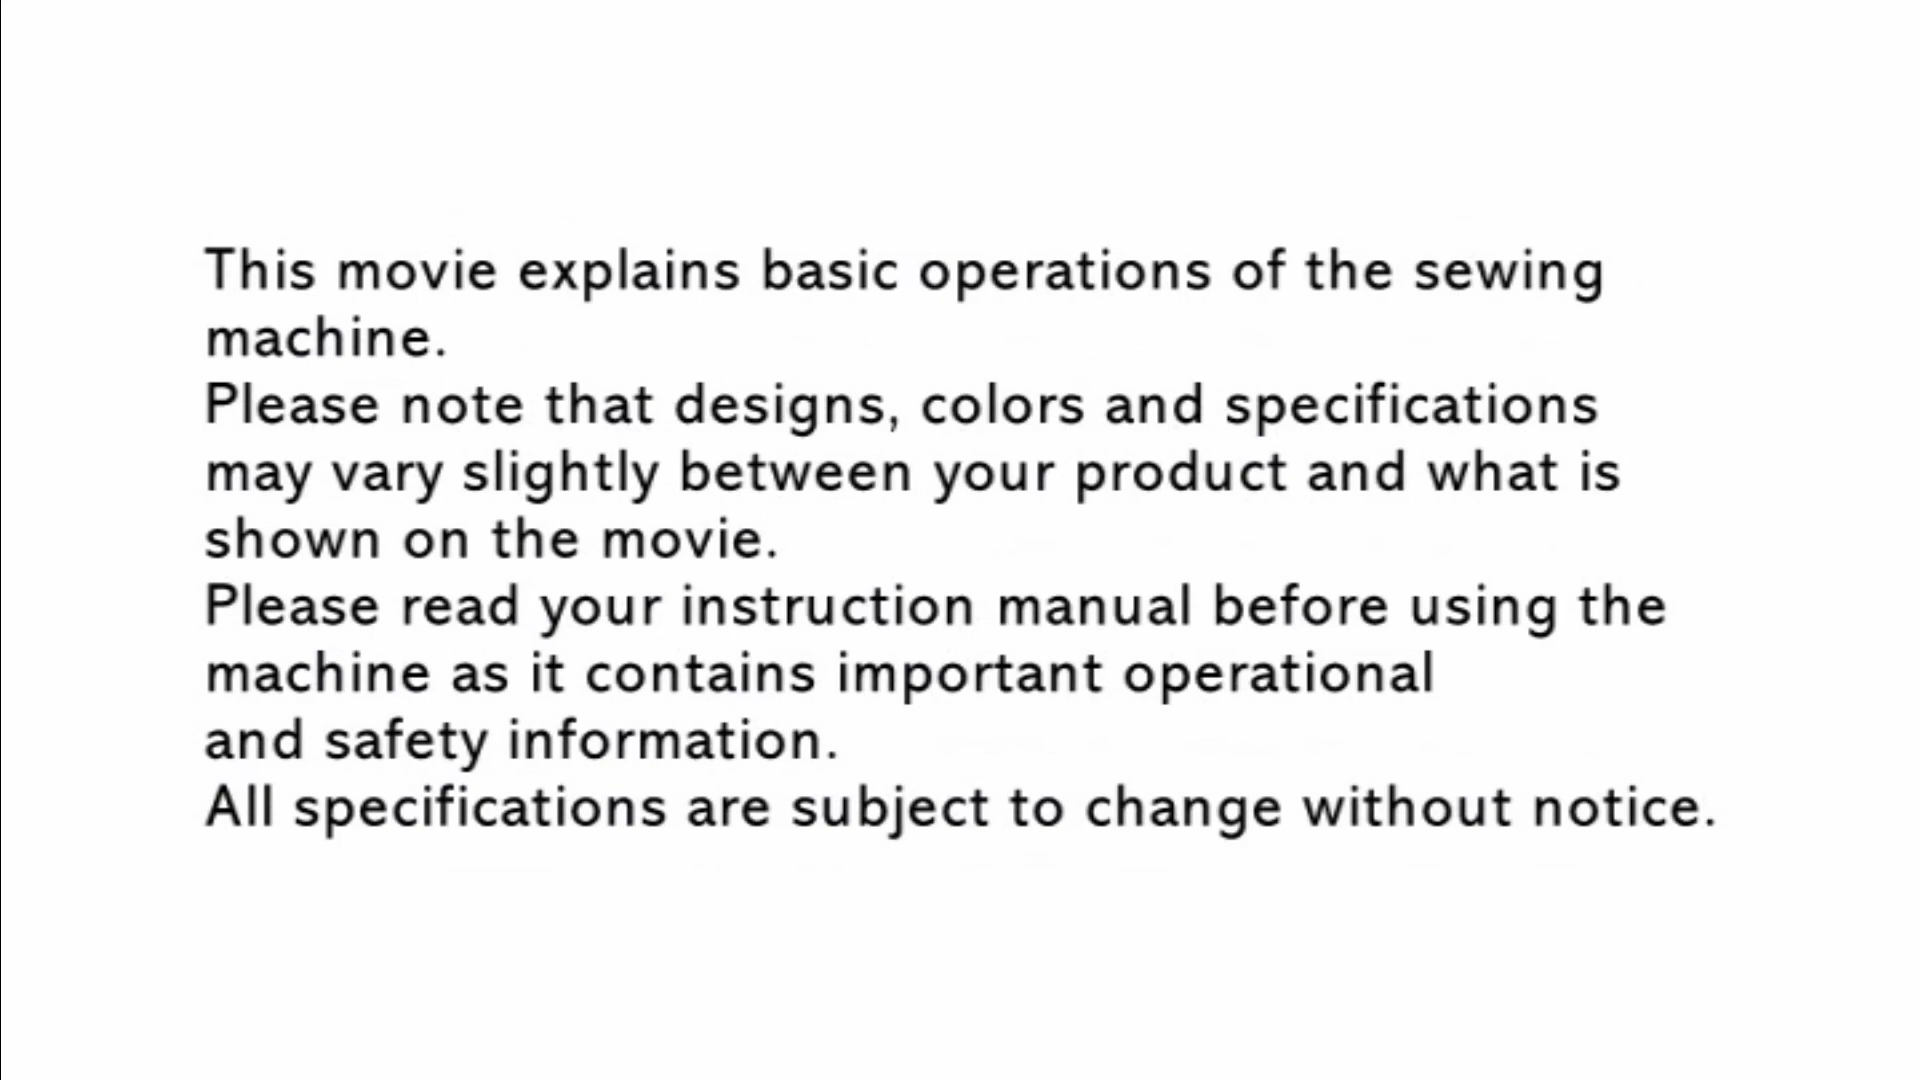 This movie explains basic operations of the sewing
machine.
Please note that designs, colors and specifications
may vary slightly between your product and what is
shown on the movie.
Please read your instruction manual before using the
machine as it contains important operational
and safety information.
All specifications are subject to change without notice.